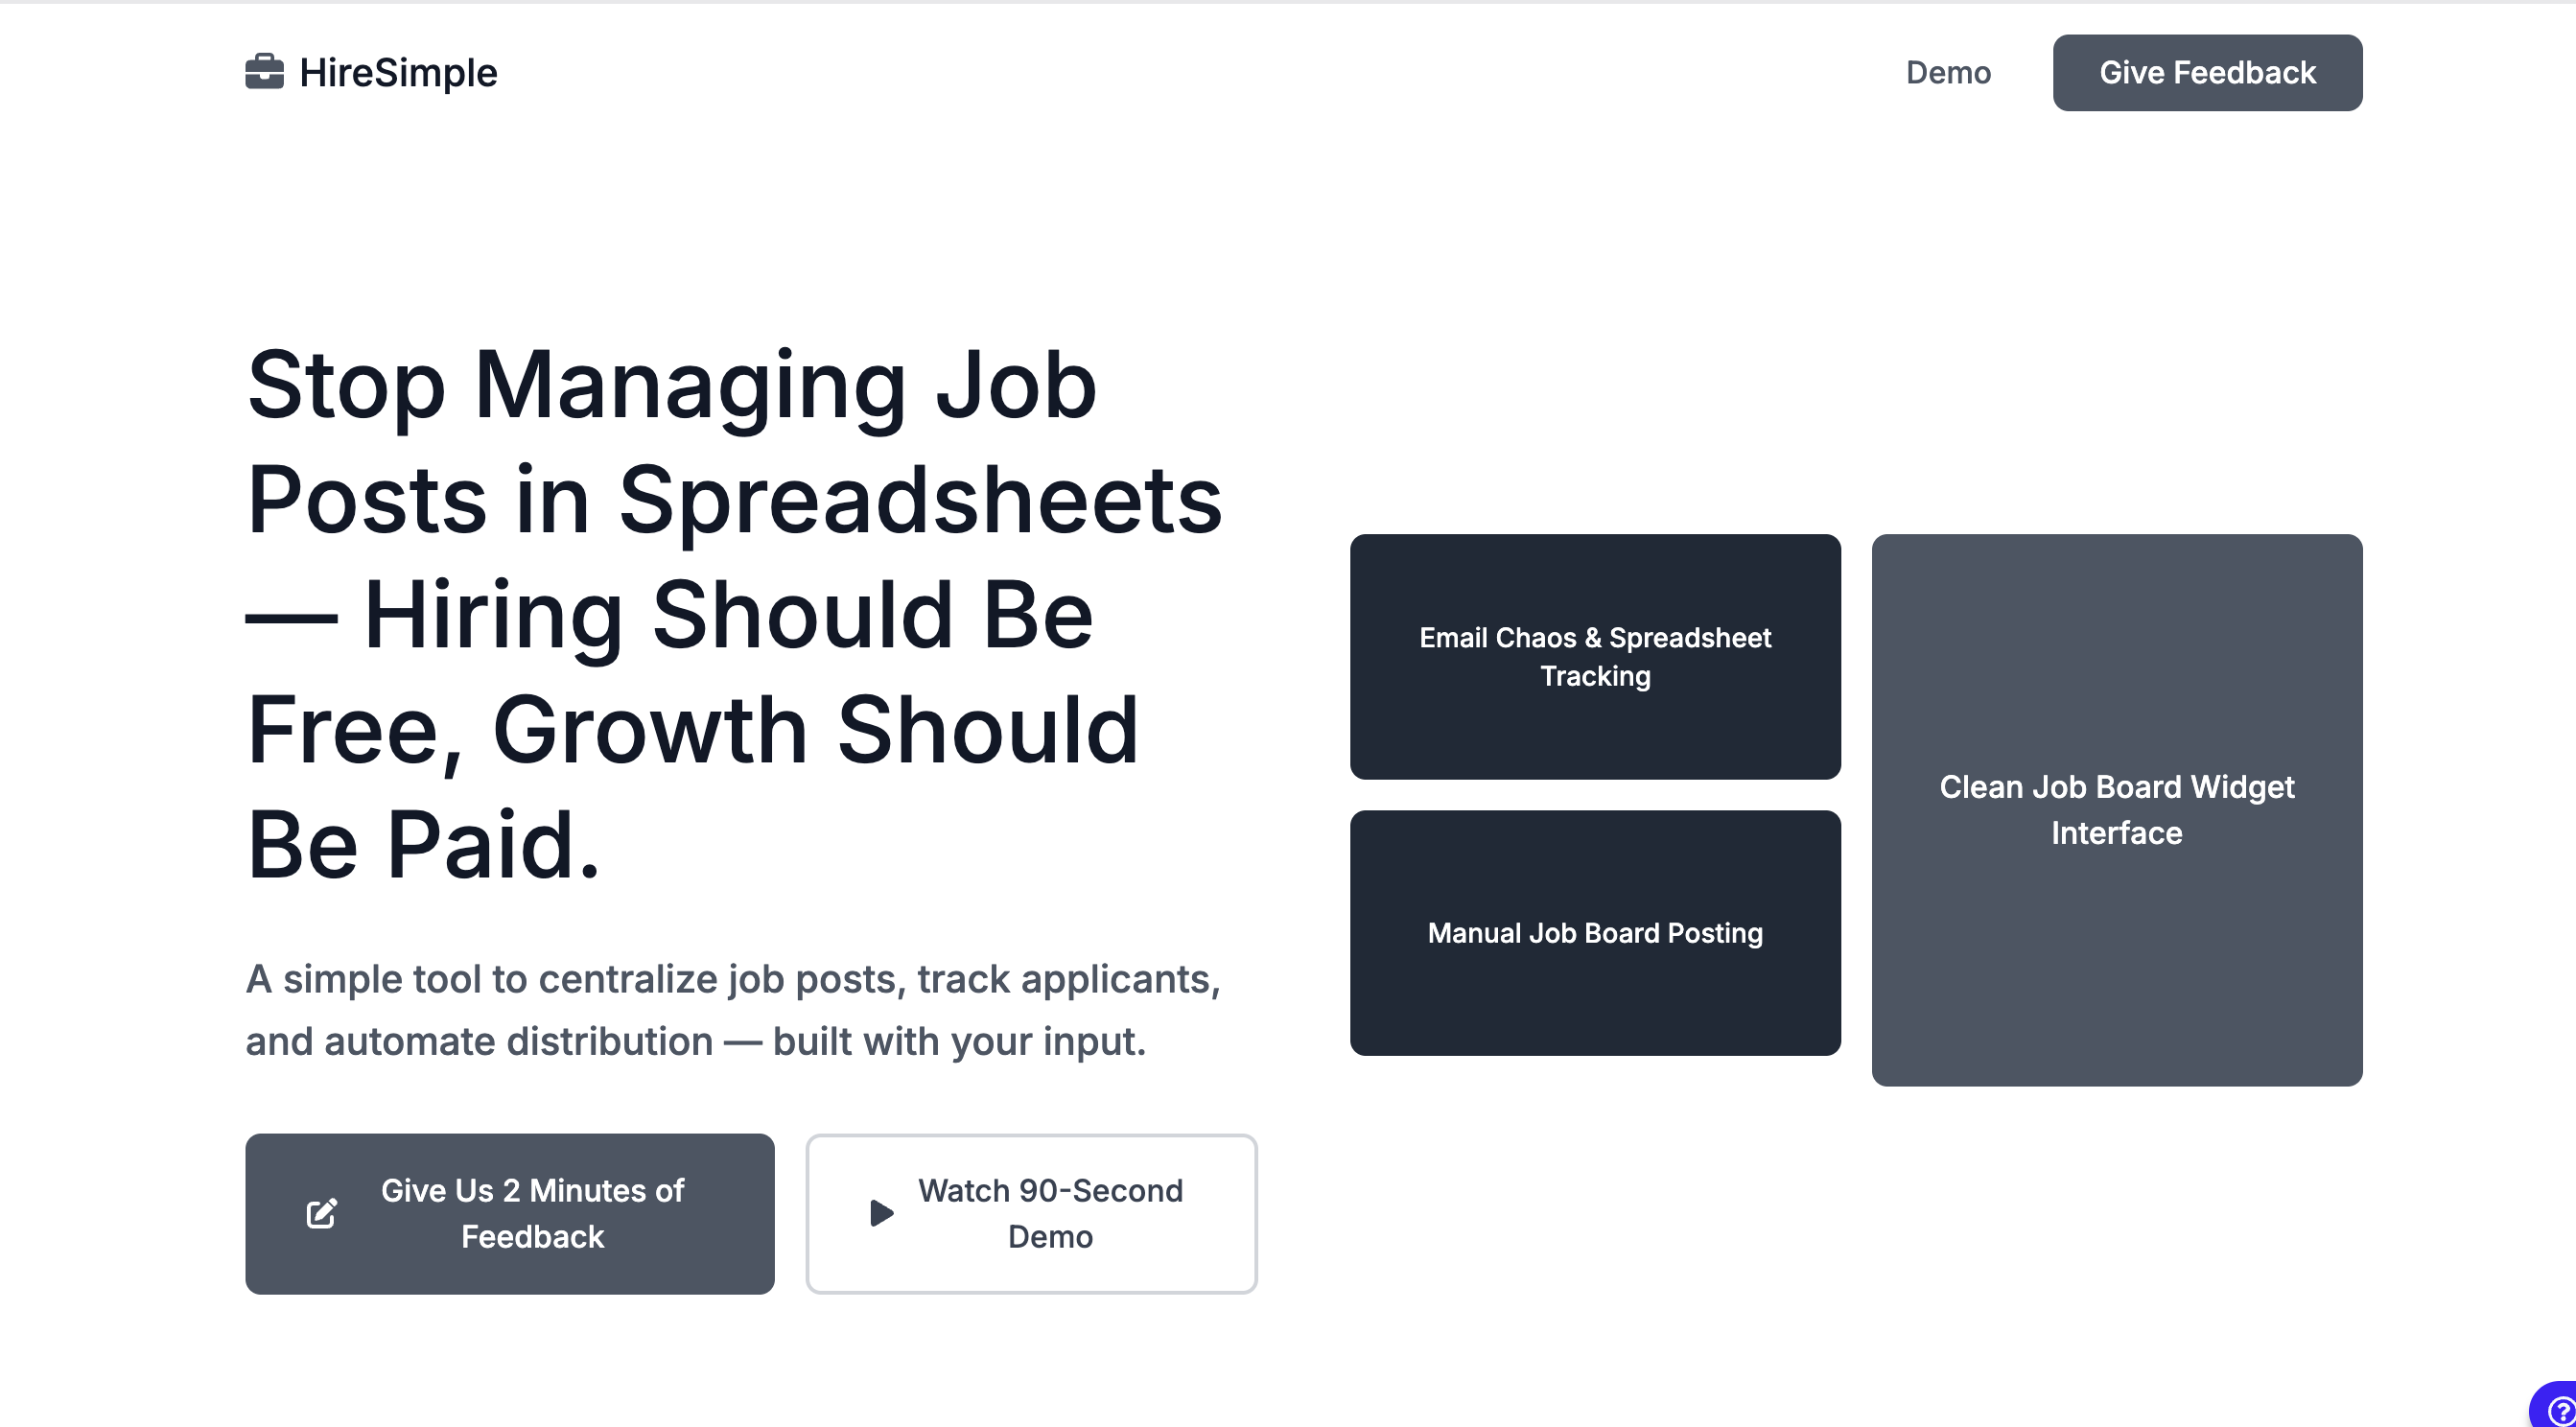 HireSimple
Demo
Give Feedback
Stop Managing Job
Posts in Spreadsheets
— Hiring Should Be
Free, Growth Should
Be Paid.
A simple tool to centralize job posts, track applicants,
and automate distribution — built with your input.
Give Us 2 Minutes of
Feedback
Watch 90-Second
Demo
Email Chaos & Spreadsheet
Tracking
Manual Job Board Posting
Clean Job Board Widget
Interface
?